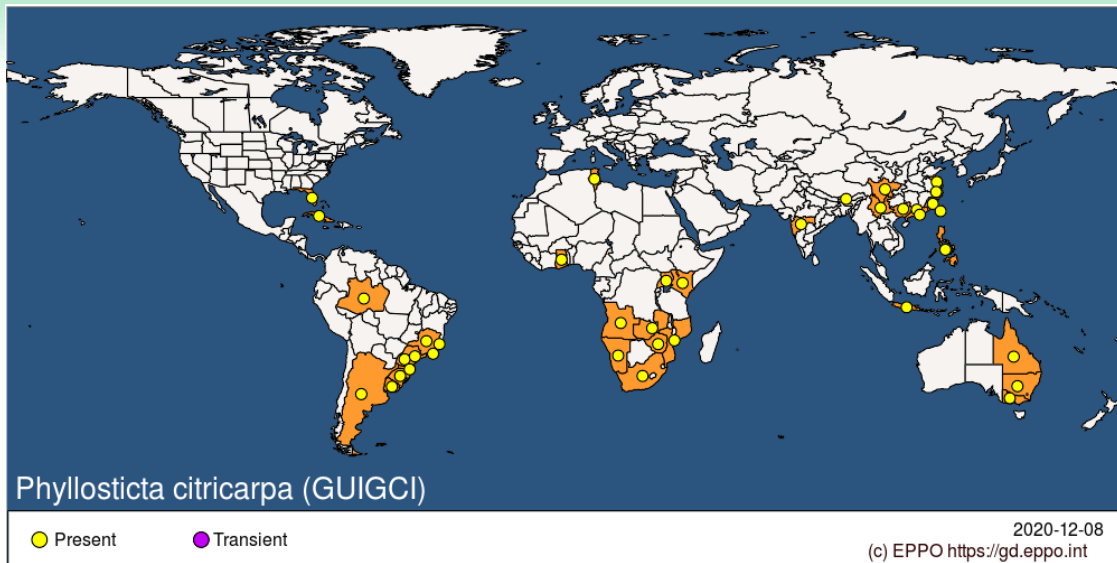 Phyllosticta citricarpa (GUIGCI)
Present
Transient
2020-12-08
(c) EPPO https://gd.eppo.int